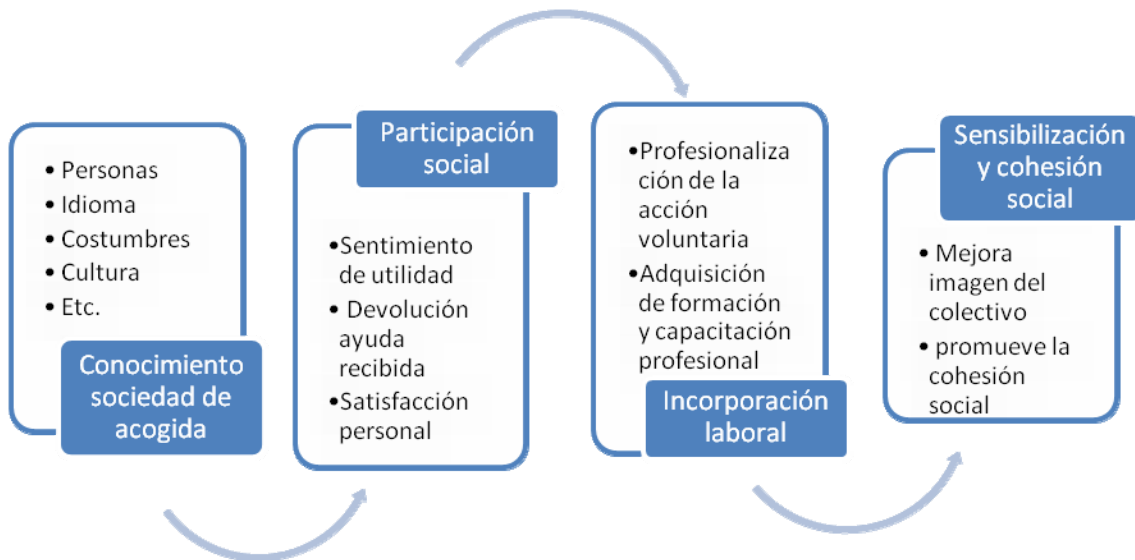 • Personas
• Idioma
• Costumbres
• Cultura
• Etc.
Conocimiento
sociedad de
acogida
Participación
social
•Sentimiento
de utilidad
• Devolución
ayuda
recibida
•Satisfacción
personal
•Profesionaliza
ción de la
acción
voluntaria
•Adquisición
de formación
y capacitación
profesional
Incorporación
laboral
Sensibilización
y cohesión
social
• Mejora
imagen del
colectivo
• promueve la
cohesión
social